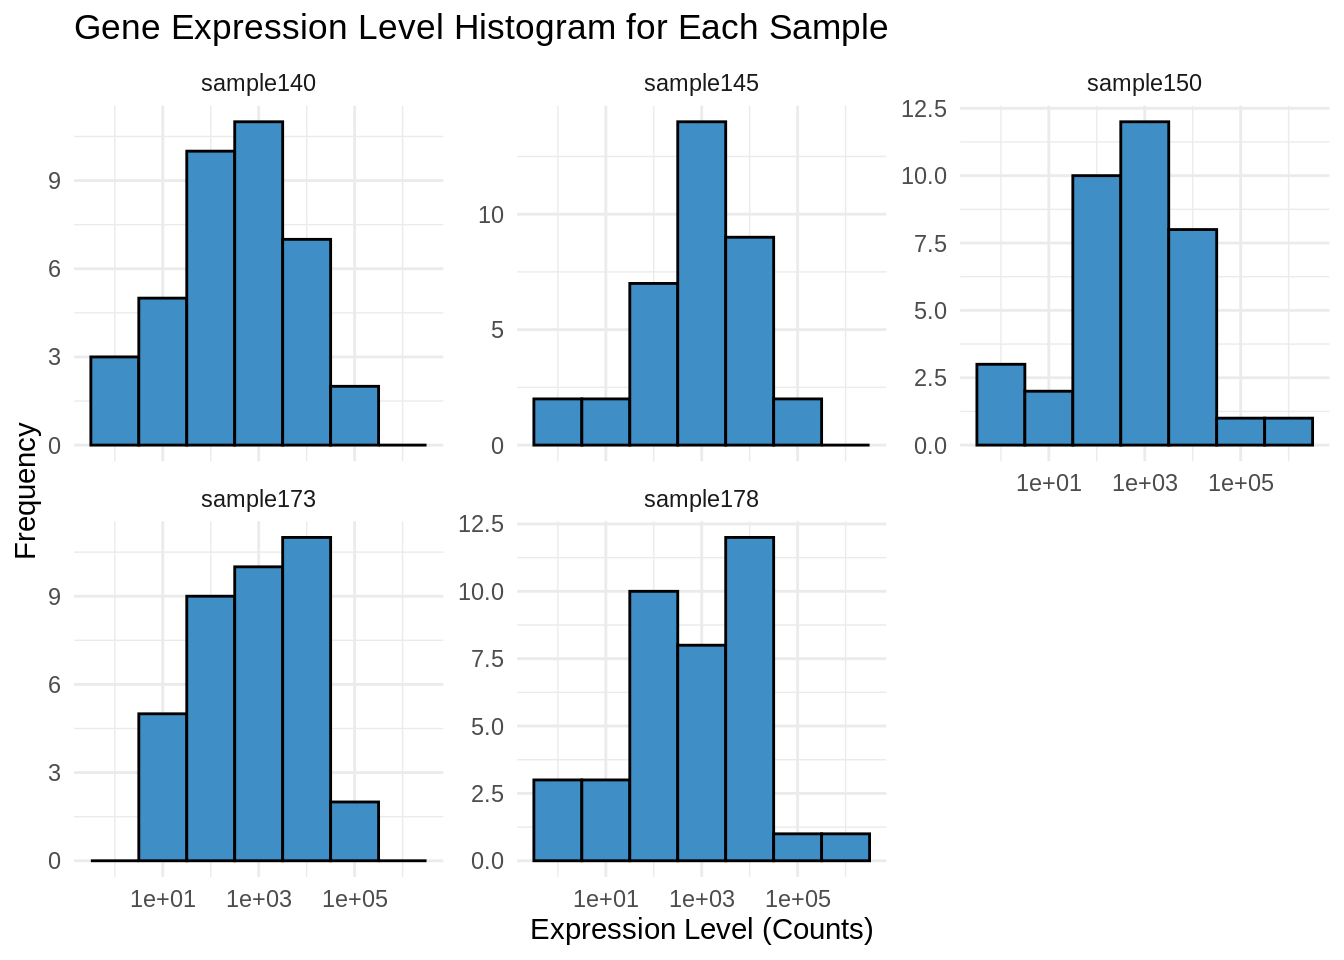 Gene Expression Level Histogram for Each Sample
sample140
sample145
sample150
9
6
3
0
10
5
0
12.5
10.0
7.5
5.0
2.5
0.0
1e+01 1e+03 1e+05
Frequency
sample173
sample178
9
6
3
0
12.5
10.0
7.5
5.0
2.5
0.0
1e+01 1e+03 1e+05
1e+01 1e+03 1e+05
Expression Level (Counts)